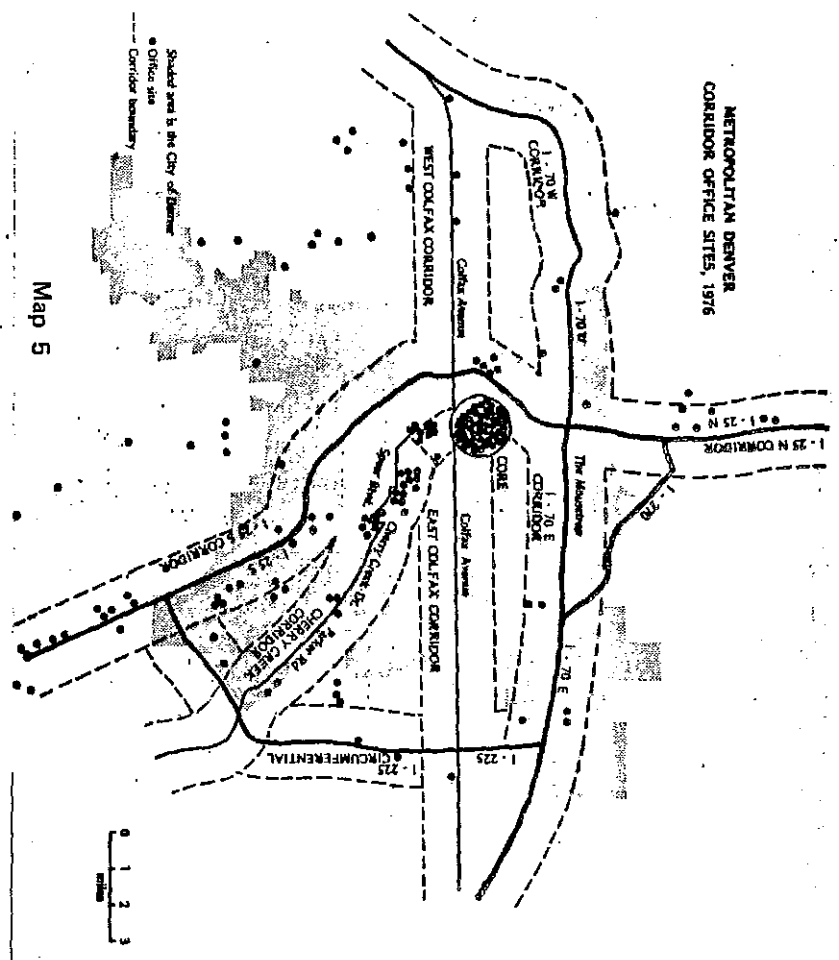 METROPOLITAN DENVER
CORRIDOR OFFICE SITES, 1976
I - 70 W
CORRIDOR
I - 70 W
WEST COLFAX CORRIDOR
Colfax Avenue
I - 25 N
I - 25 N CORRIDOR
I - 270
The Mousetrap
CORE
I - 70 E
CORRIDOR
I - 70 E
Colfax Avenue
EAST COLFAX CORRIDOR
Speer Blvd.
Cherry Creek Dr.
I - 25 S CORRIDOR
I - 25 S
CHERRY CREEK
CORRIDOR
Parker Rd.
I - 225
I - 225
CIRCUMFERENTIAL
Shaded area is the City of Denver
Office site
Corridor boundary
0 1 2 3
miles
Map 5